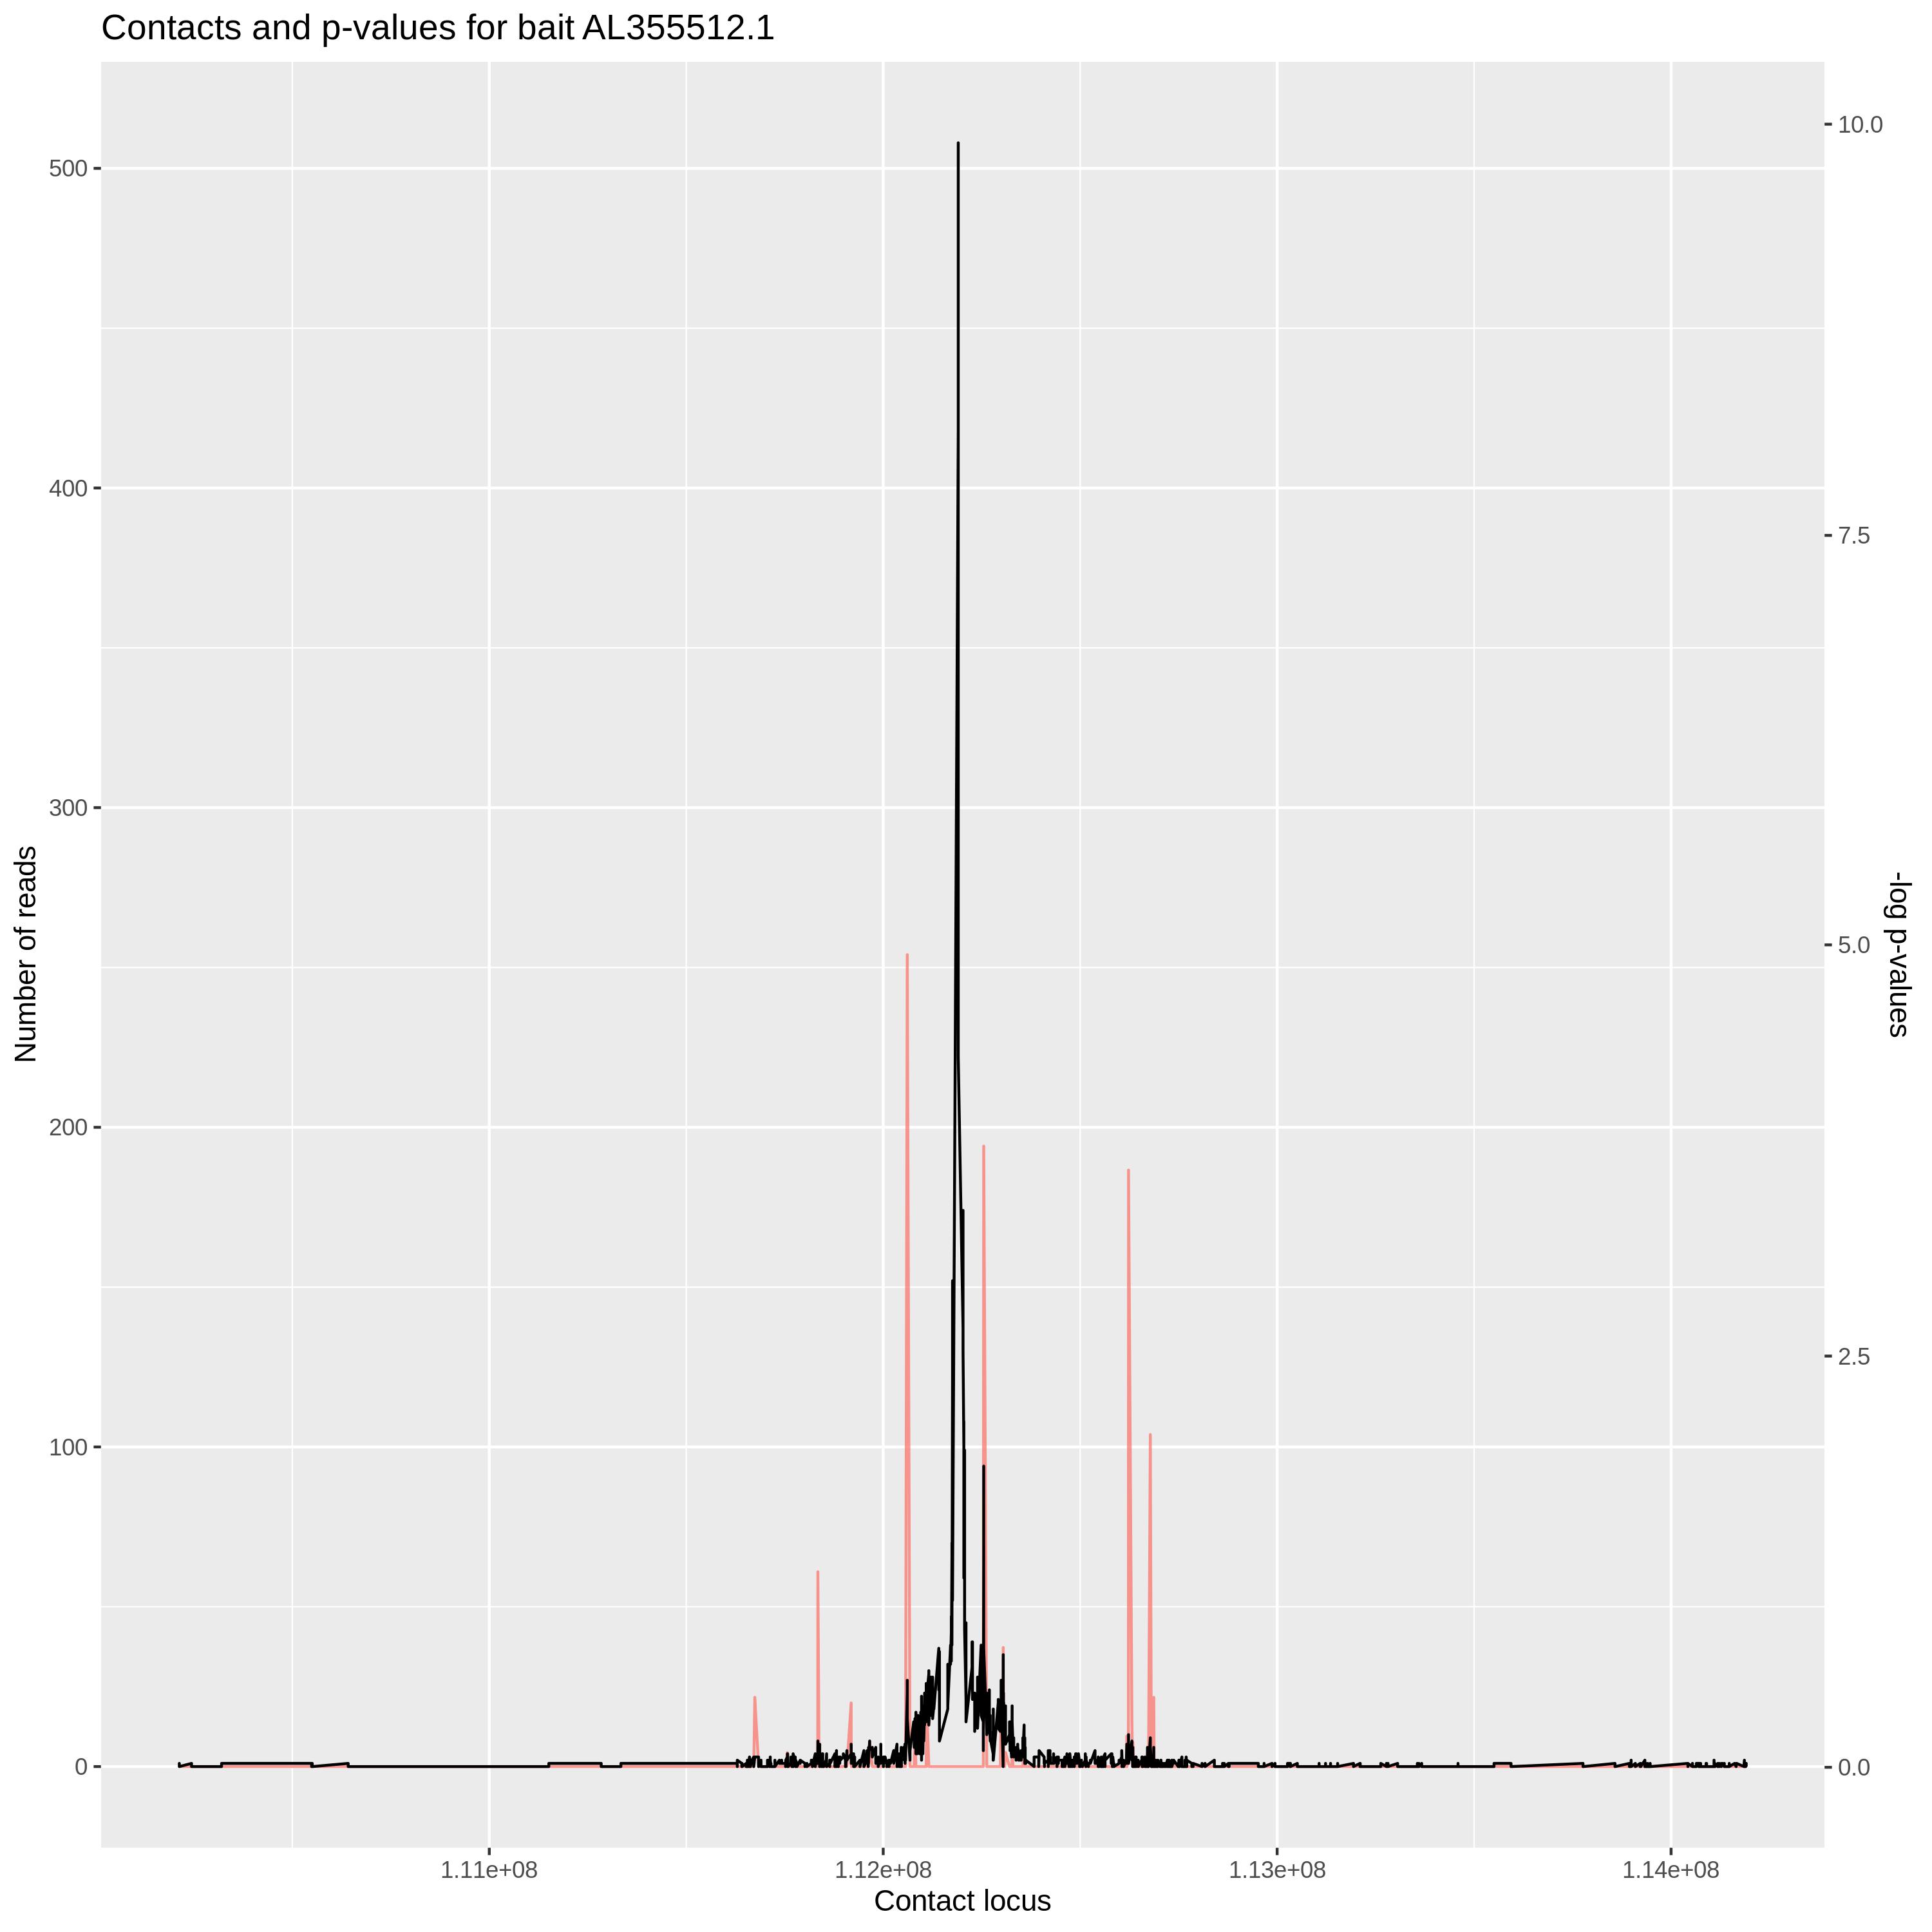 Contacts and p-values for bait AL355512.1
500
400
300
200
100
0
Number of reads
10.0
7.5
5.0
2.5
0.0
-log p-values
1.11e+08
1.12e+08
1.13e+08
1.14e+08
Contact locus